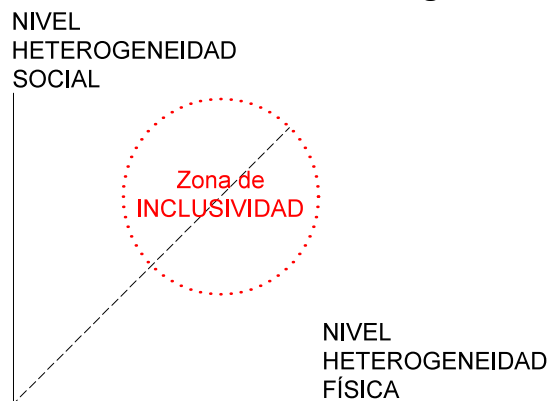 NIVEL
HETEROGENEIDAD
SOCIAL
Zona de
INCLUSIVIDAD
NIVEL
HETEROGENEIDAD
FÍSICA